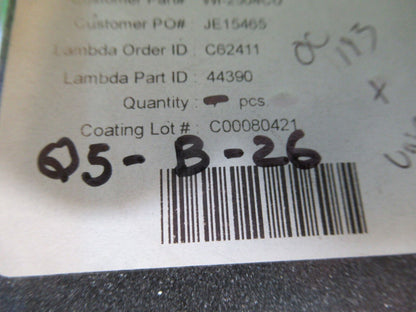 Customer PO# : JE15465
Lambda Order ID : C62411
Lambda Part ID : 44390
Quantity : pcs
Coating Lot # : C00080421
Q5-B-26